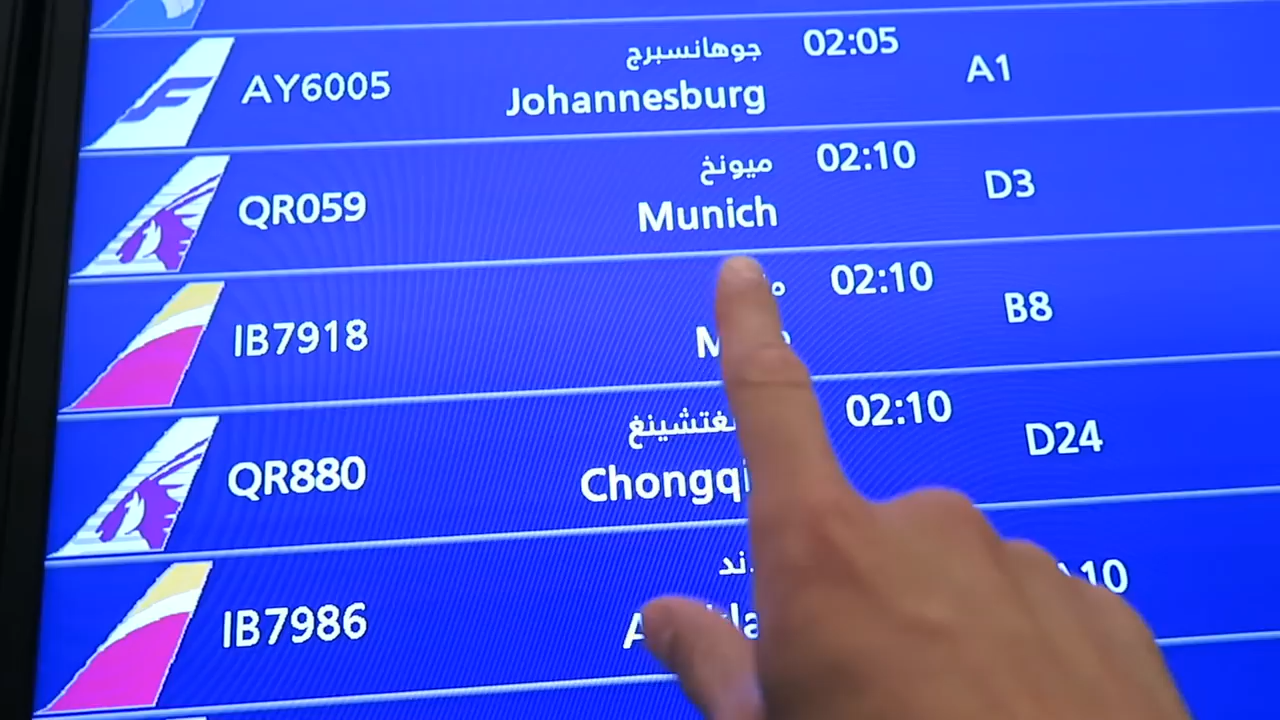 AY6005 جوهانسبرج 02:05 A1
Johannesburg
QR059 ميونخ 02:10 D3
Munich
IB7918 02:10 B8
QR880 02:10 D24
IB7986